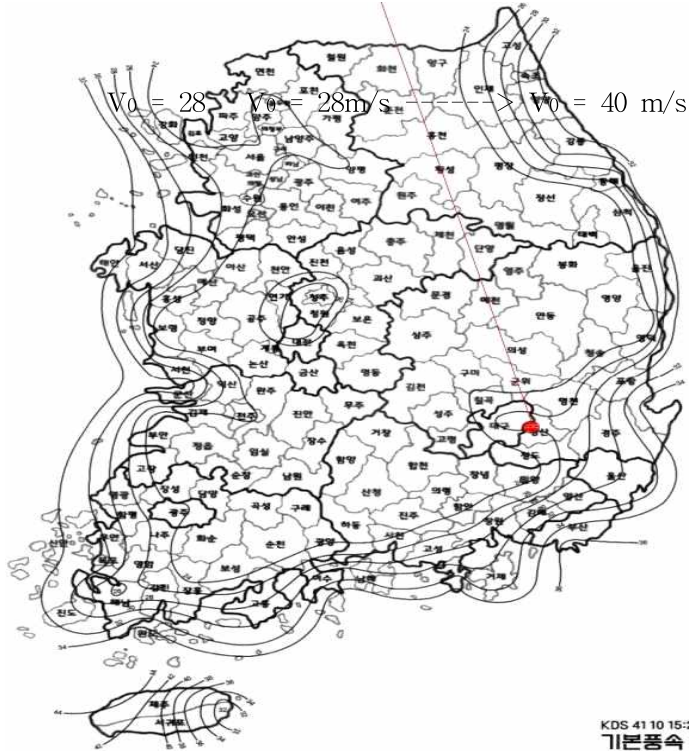 고성
철원
양구
화천
연천
속초
포천
인제
V₀ = 28   V₀ = 28m/s ------> V₀ = 40 m/s
파주 양주
가평
춘천
강화
고양
남양주
홍천
강릉
서울
양평
횡성
평창
동해
광주
원주
정선
수원
여주
삼척
화성
용인
이천
영월
태백
평택
안성
제천
음성
충주
단양
당진
진천
봉화
울진
태안
서산
아산
천안
괴산
영주
예산
문경
예천
홍성
연기
청주
영양
청원
안동
청양
공주
보은
보령
상주
영덕
계룡
대전
옥천
의성
청송
부여
논산
서천
금산
영동
구미
군위
포항
김천
군산
익산
완주
칠곡
영천
무주
성주
김제
전주
진안
대구
경산
경주
부안
거창
고령
정읍
임실
장수
청도
함양
합천
고창
창녕
밀양
울산
순창
남원
장성
담양
산청
의령
양산
영광
곡성
구례
함안
김해
함평
광주
진주
창원
부산
하동
나주
화순
순천
광양
사천
고성
신안
무안
목포
영암
보성
여수
남해
거제
강진
장흥
해남
고흥
진도
완도
제주
서귀포
KDS 41 10 15:2
기본풍속